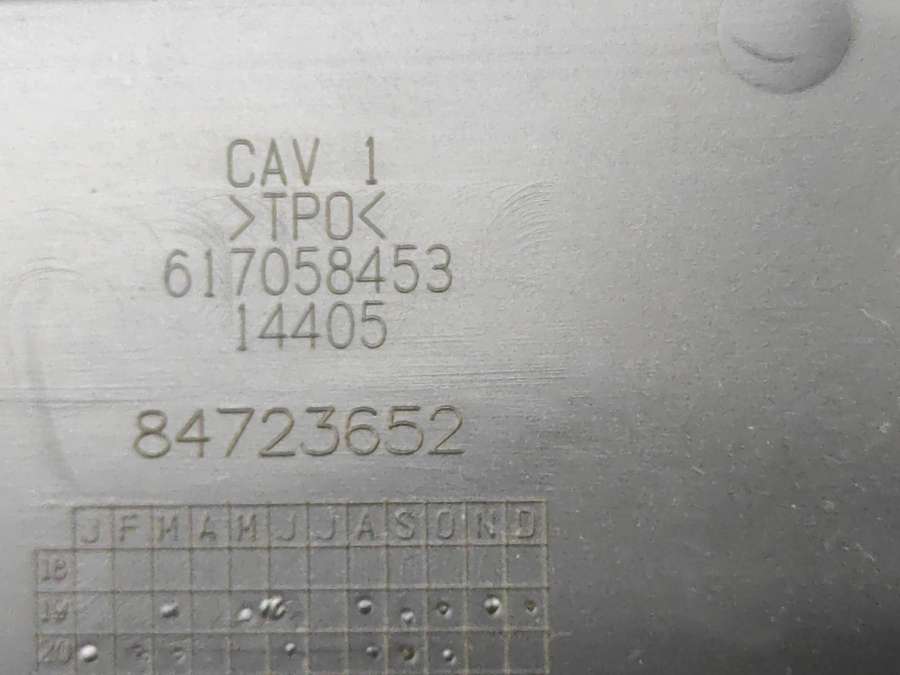 CAV 1
>TPO<
617058453
14405
84723652
J F M A M J J A S O N D
18
19
20